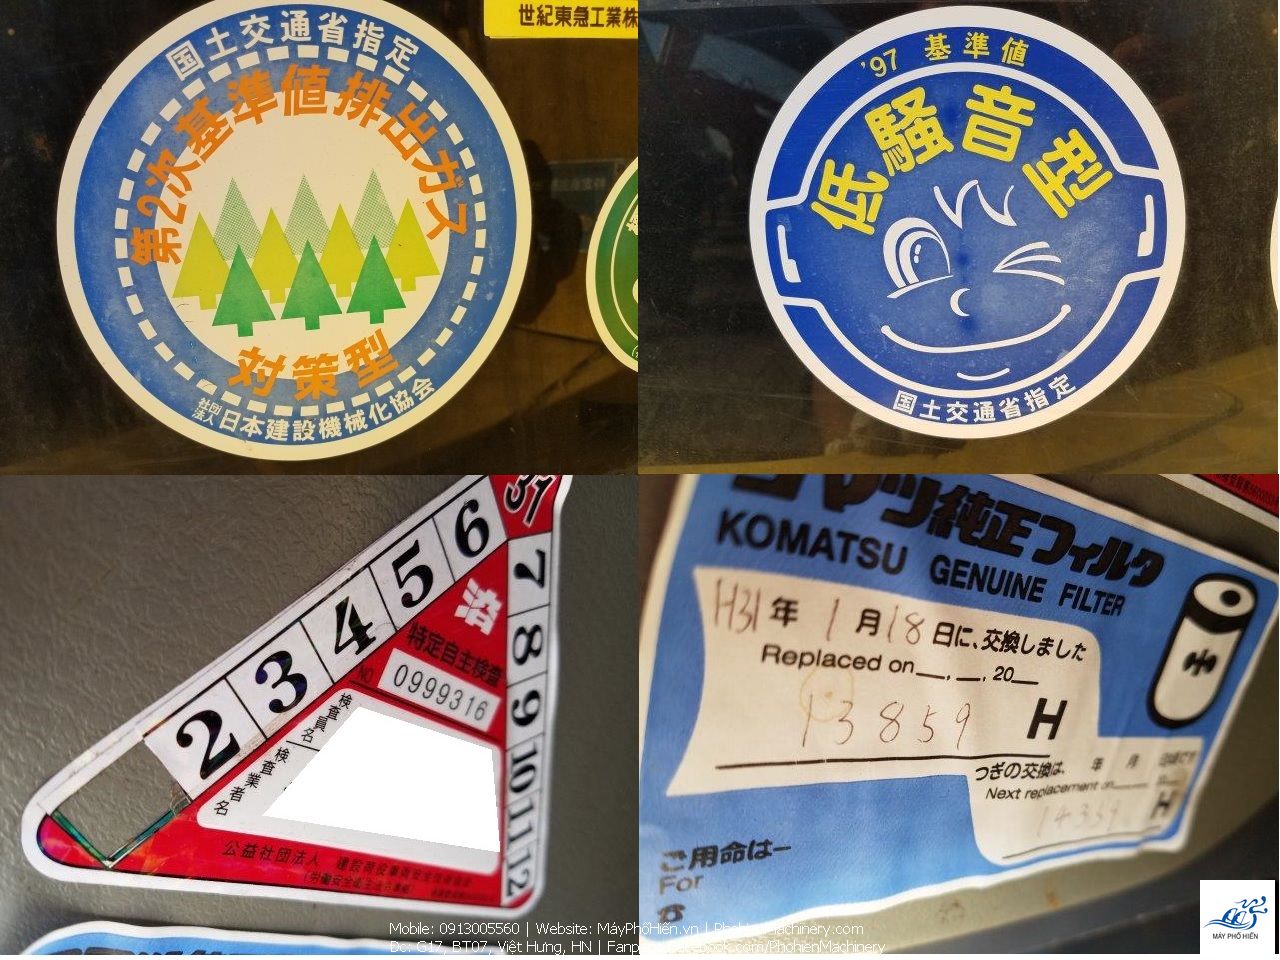 国土交通省指定
第2次基準値排出ガス
対策型
社団法人日本建設機械化協会
世紀東急工業株
'97 基準値
低騒音型
国土交通省指定
31
2 3 4 5 6
7 8 9 10 11 12
済
特定自主検査
NO 0999316
検査員名
検査業者名
公益社団法人 建設荷役車両安全技術協会
コマツ純正フィルタ
KOMATSU GENUINE FILTER
H31年 1月18日に、交換しました
Replaced on__, __, 20__
13859 H
つぎの交換は、 年 月
Next replacement on
H
ご用命は−
For
Mobile: 0913005560 | Website: MáyPhốHiến.vn | PhohienMachinery.com
Đc: G17, BT07, Việt Hưng, HN | Fanpage: facebook.com/PhohienMachinery
MÁY PHỐ HIẾN